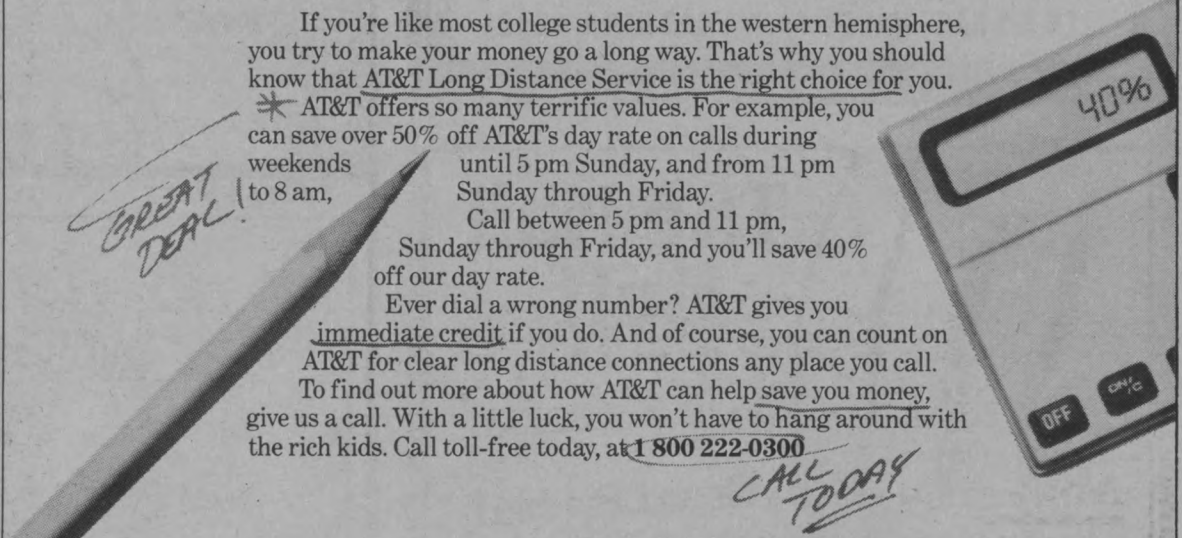 If you're like most college students in the western hemisphere,
you try to make your money go a long way. That's why you should
know that AT&T Long Distance Service is the right choice for you.
AT&T offers so many terrific values. For example, you
can save over 50% off AT&T's day rate on calls during
weekends until 5 pm Sunday, and from 11 pm
to 8 am, Sunday through Friday.
Call between 5 pm and 11 pm,
Sunday through Friday, and you'll save 40%
off our day rate.
Ever dial a wrong number? AT&T gives you
immediate credit if you do. And of course, you can count on
AT&T for clear long distance connections any place you call.
To find out more about how AT&T can help save you money,
give us a call. With a little luck, you won't have to hang around with
the rich kids. Call toll-free today, at 1 800 222-0300
GREAT
DEAL!
CALL
TODAY
40%
OFF
ON/C